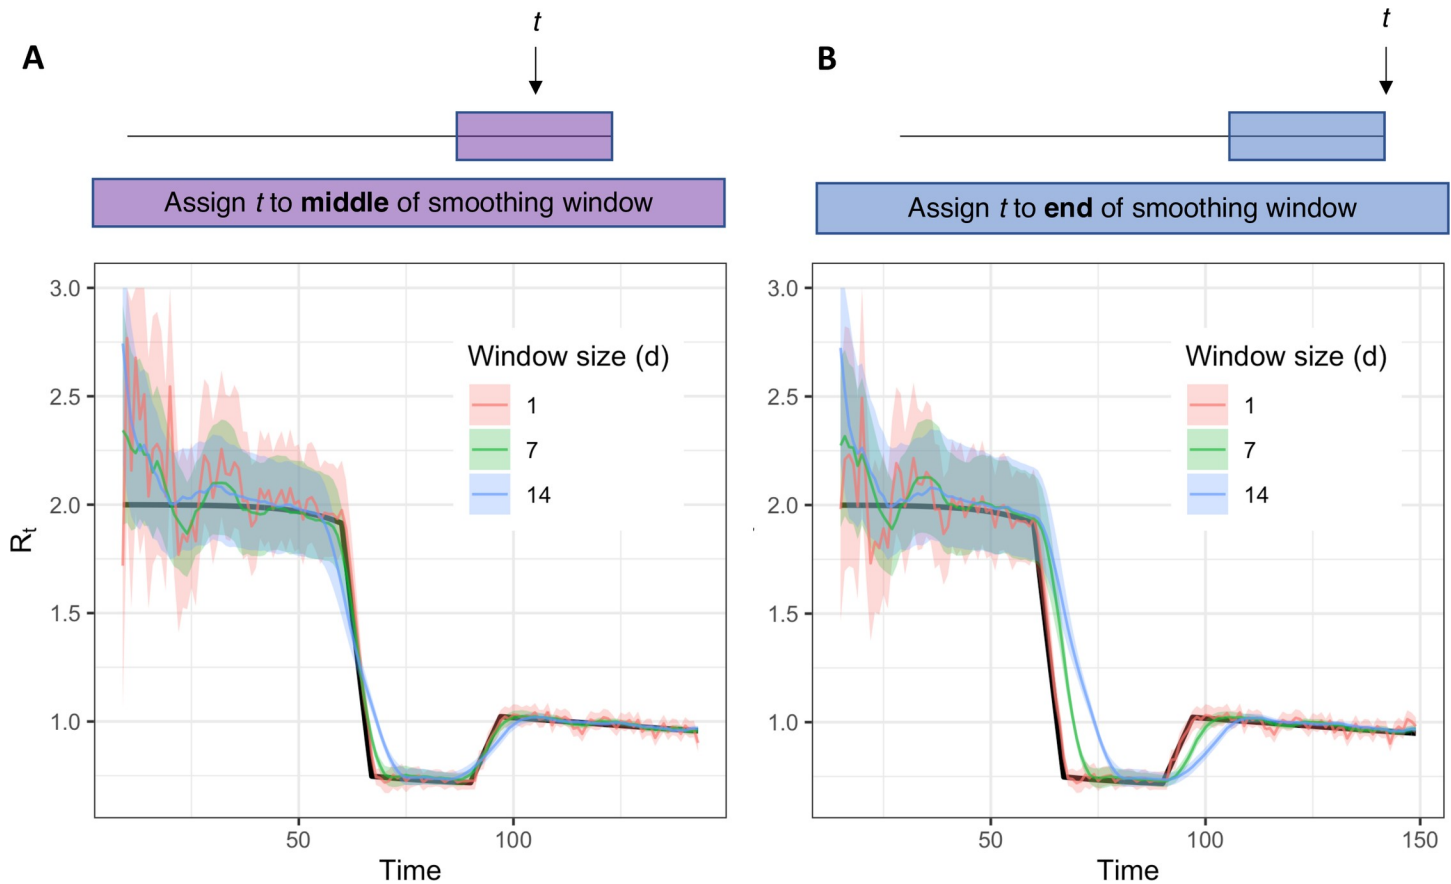 A
t
Assign t to middle of smoothing window
3.0
2.5
2.0
1.5
1.0
Rt
Window size (d)
1
7
14
50
100
Time
B
t
Assign t to end of smoothing window
3.0
2.5
2.0
1.5
1.0
Window size (d)
1
7
14
50
100
150
Time